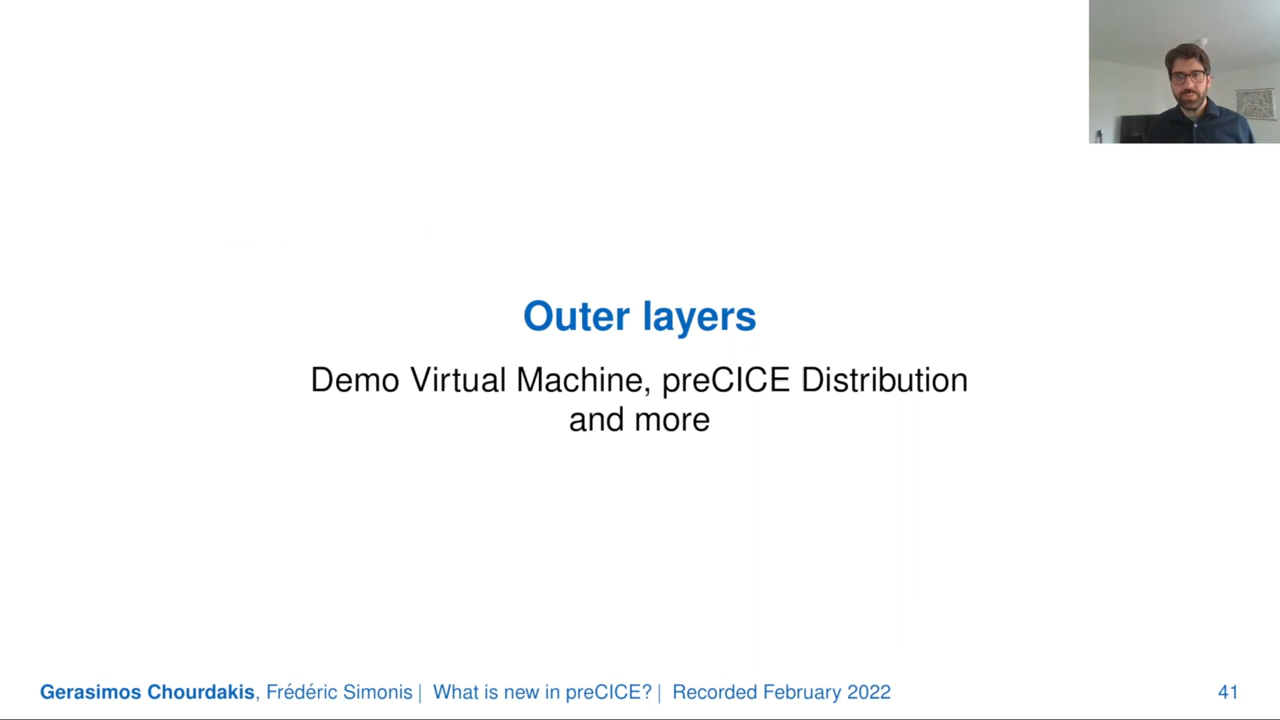 Outer layers
Demo Virtual Machine, preCICE Distribution
and more
Gerasimos Chourdakis, Frédéric Simonis | What is new in preCICE? | Recorded February 2022
41